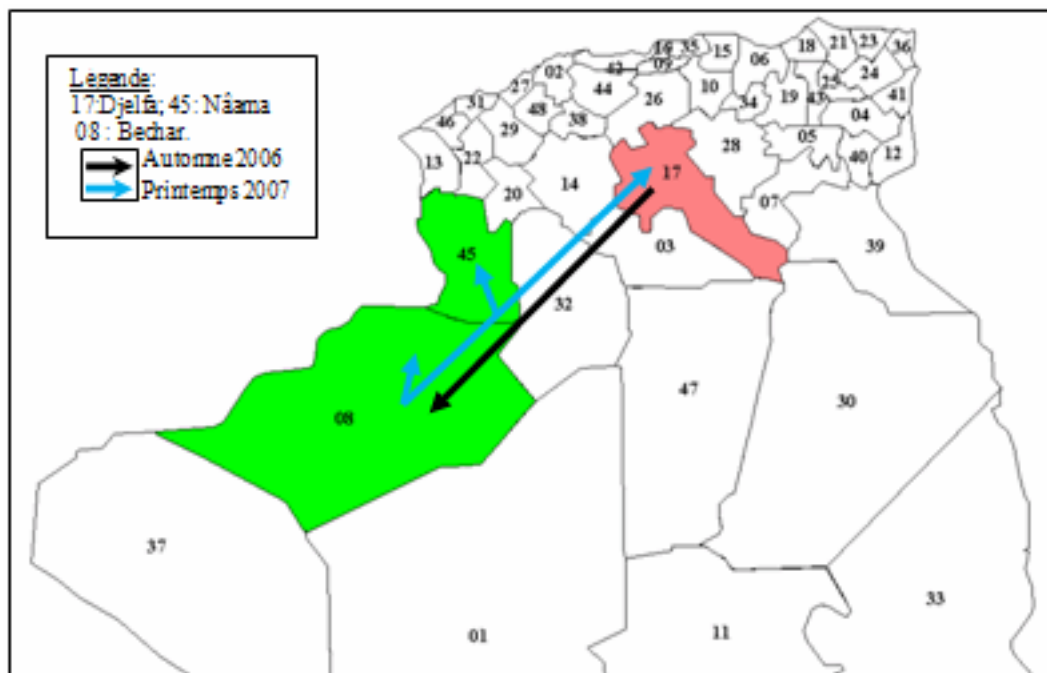 Legende:
17:Djelfa; 45: Nâama
08 : Bechar.
Automne 2006
Printemps 2007
16 35 15 18 21 23 36
42 09 06
27 02 44 10 25 24
31 48 26 34 19 43 41
46 29 38 28 05 04
13 22 20 14 17 40 12
07
45 03 39
32
47 30
08
37 33
01 11